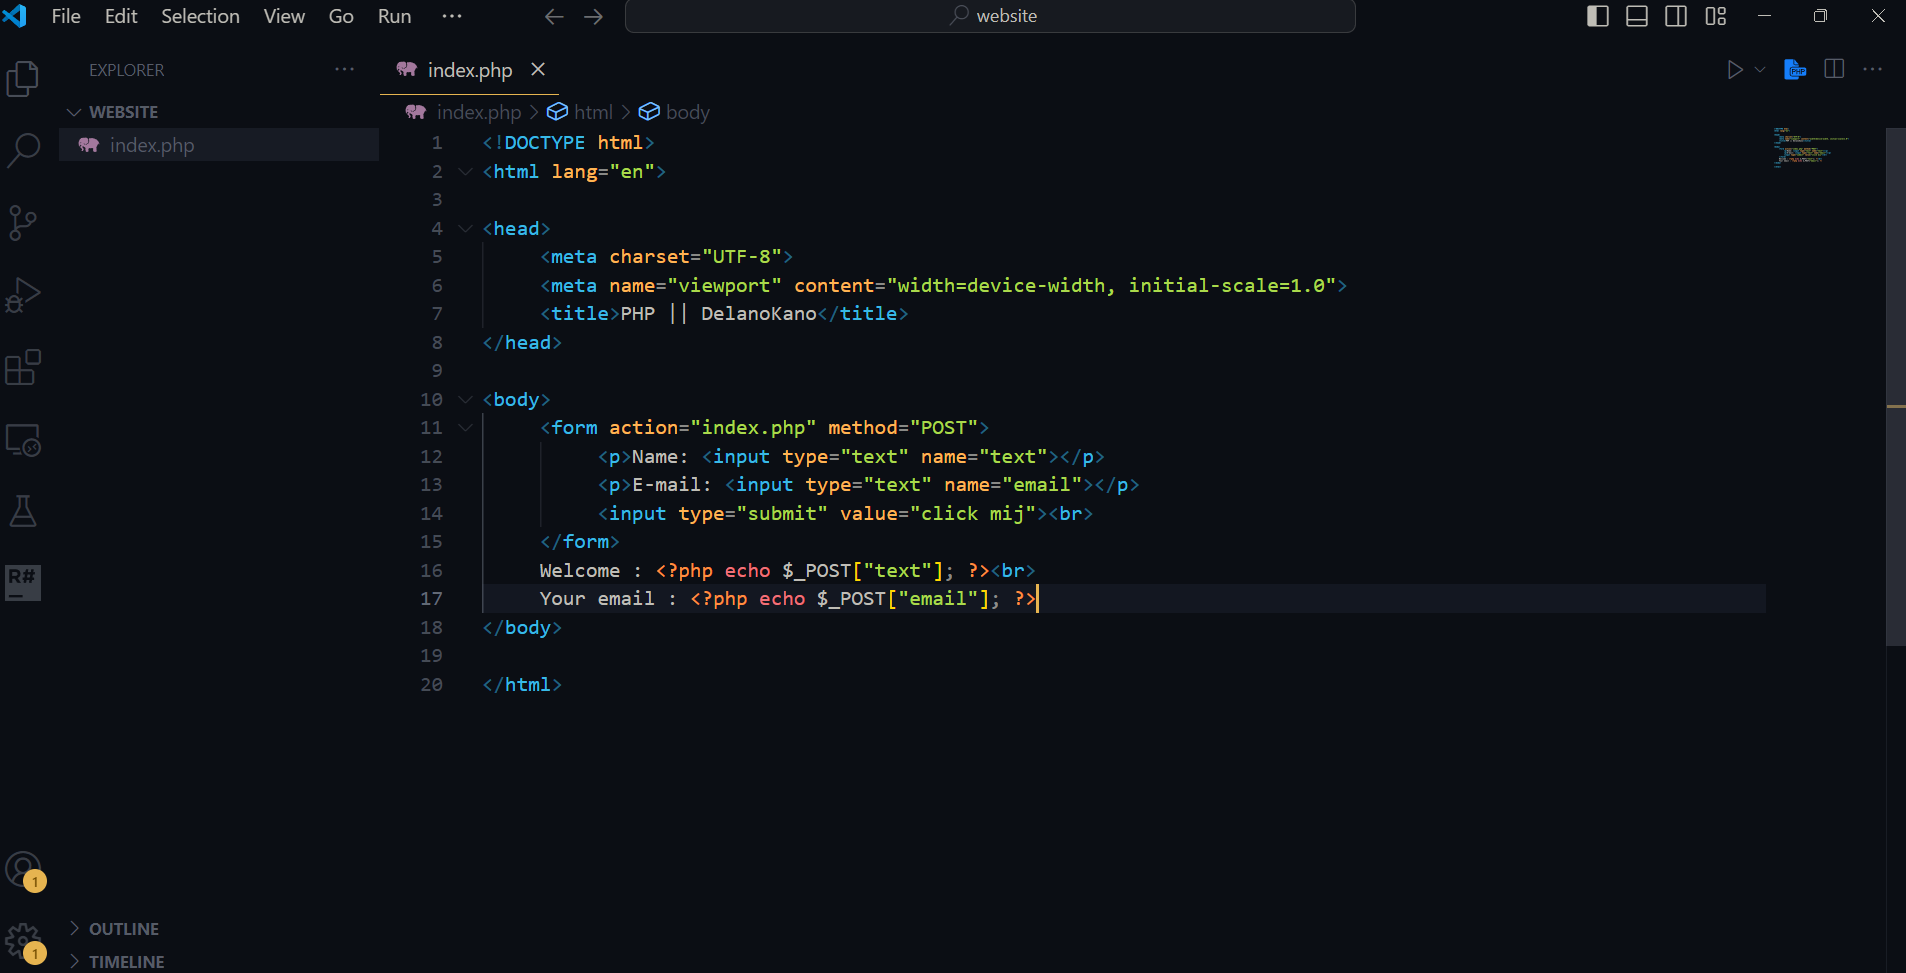 File Edit Selection View Go Run ··· website
EXPLORER ···
index.php
WEBSITE
index.php
index.php > html > body
1 <!DOCTYPE html>
2 <html lang="en">
3
4 <head>
5 <meta charset="UTF-8">
6 <meta name="viewport" content="width=device-width, initial-scale=1.0">
7 <title>PHP || DelanoKano</title>
8 </head>
9
10 <body>
11 <form action="index.php" method="POST">
12 <p>Name: <input type="text" name="text"></p>
13 <p>E-mail: <input type="text" name="email"></p>
14 <input type="submit" value="click mij"><br>
15 </form>
16 Welcome : <?php echo $_POST["text"]; ?><br>
17 Your email : <?php echo $_POST["email"]; ?>
18 </body>
19
20 </html>
PHP
R#
1
1
OUTLINE
TIMELINE